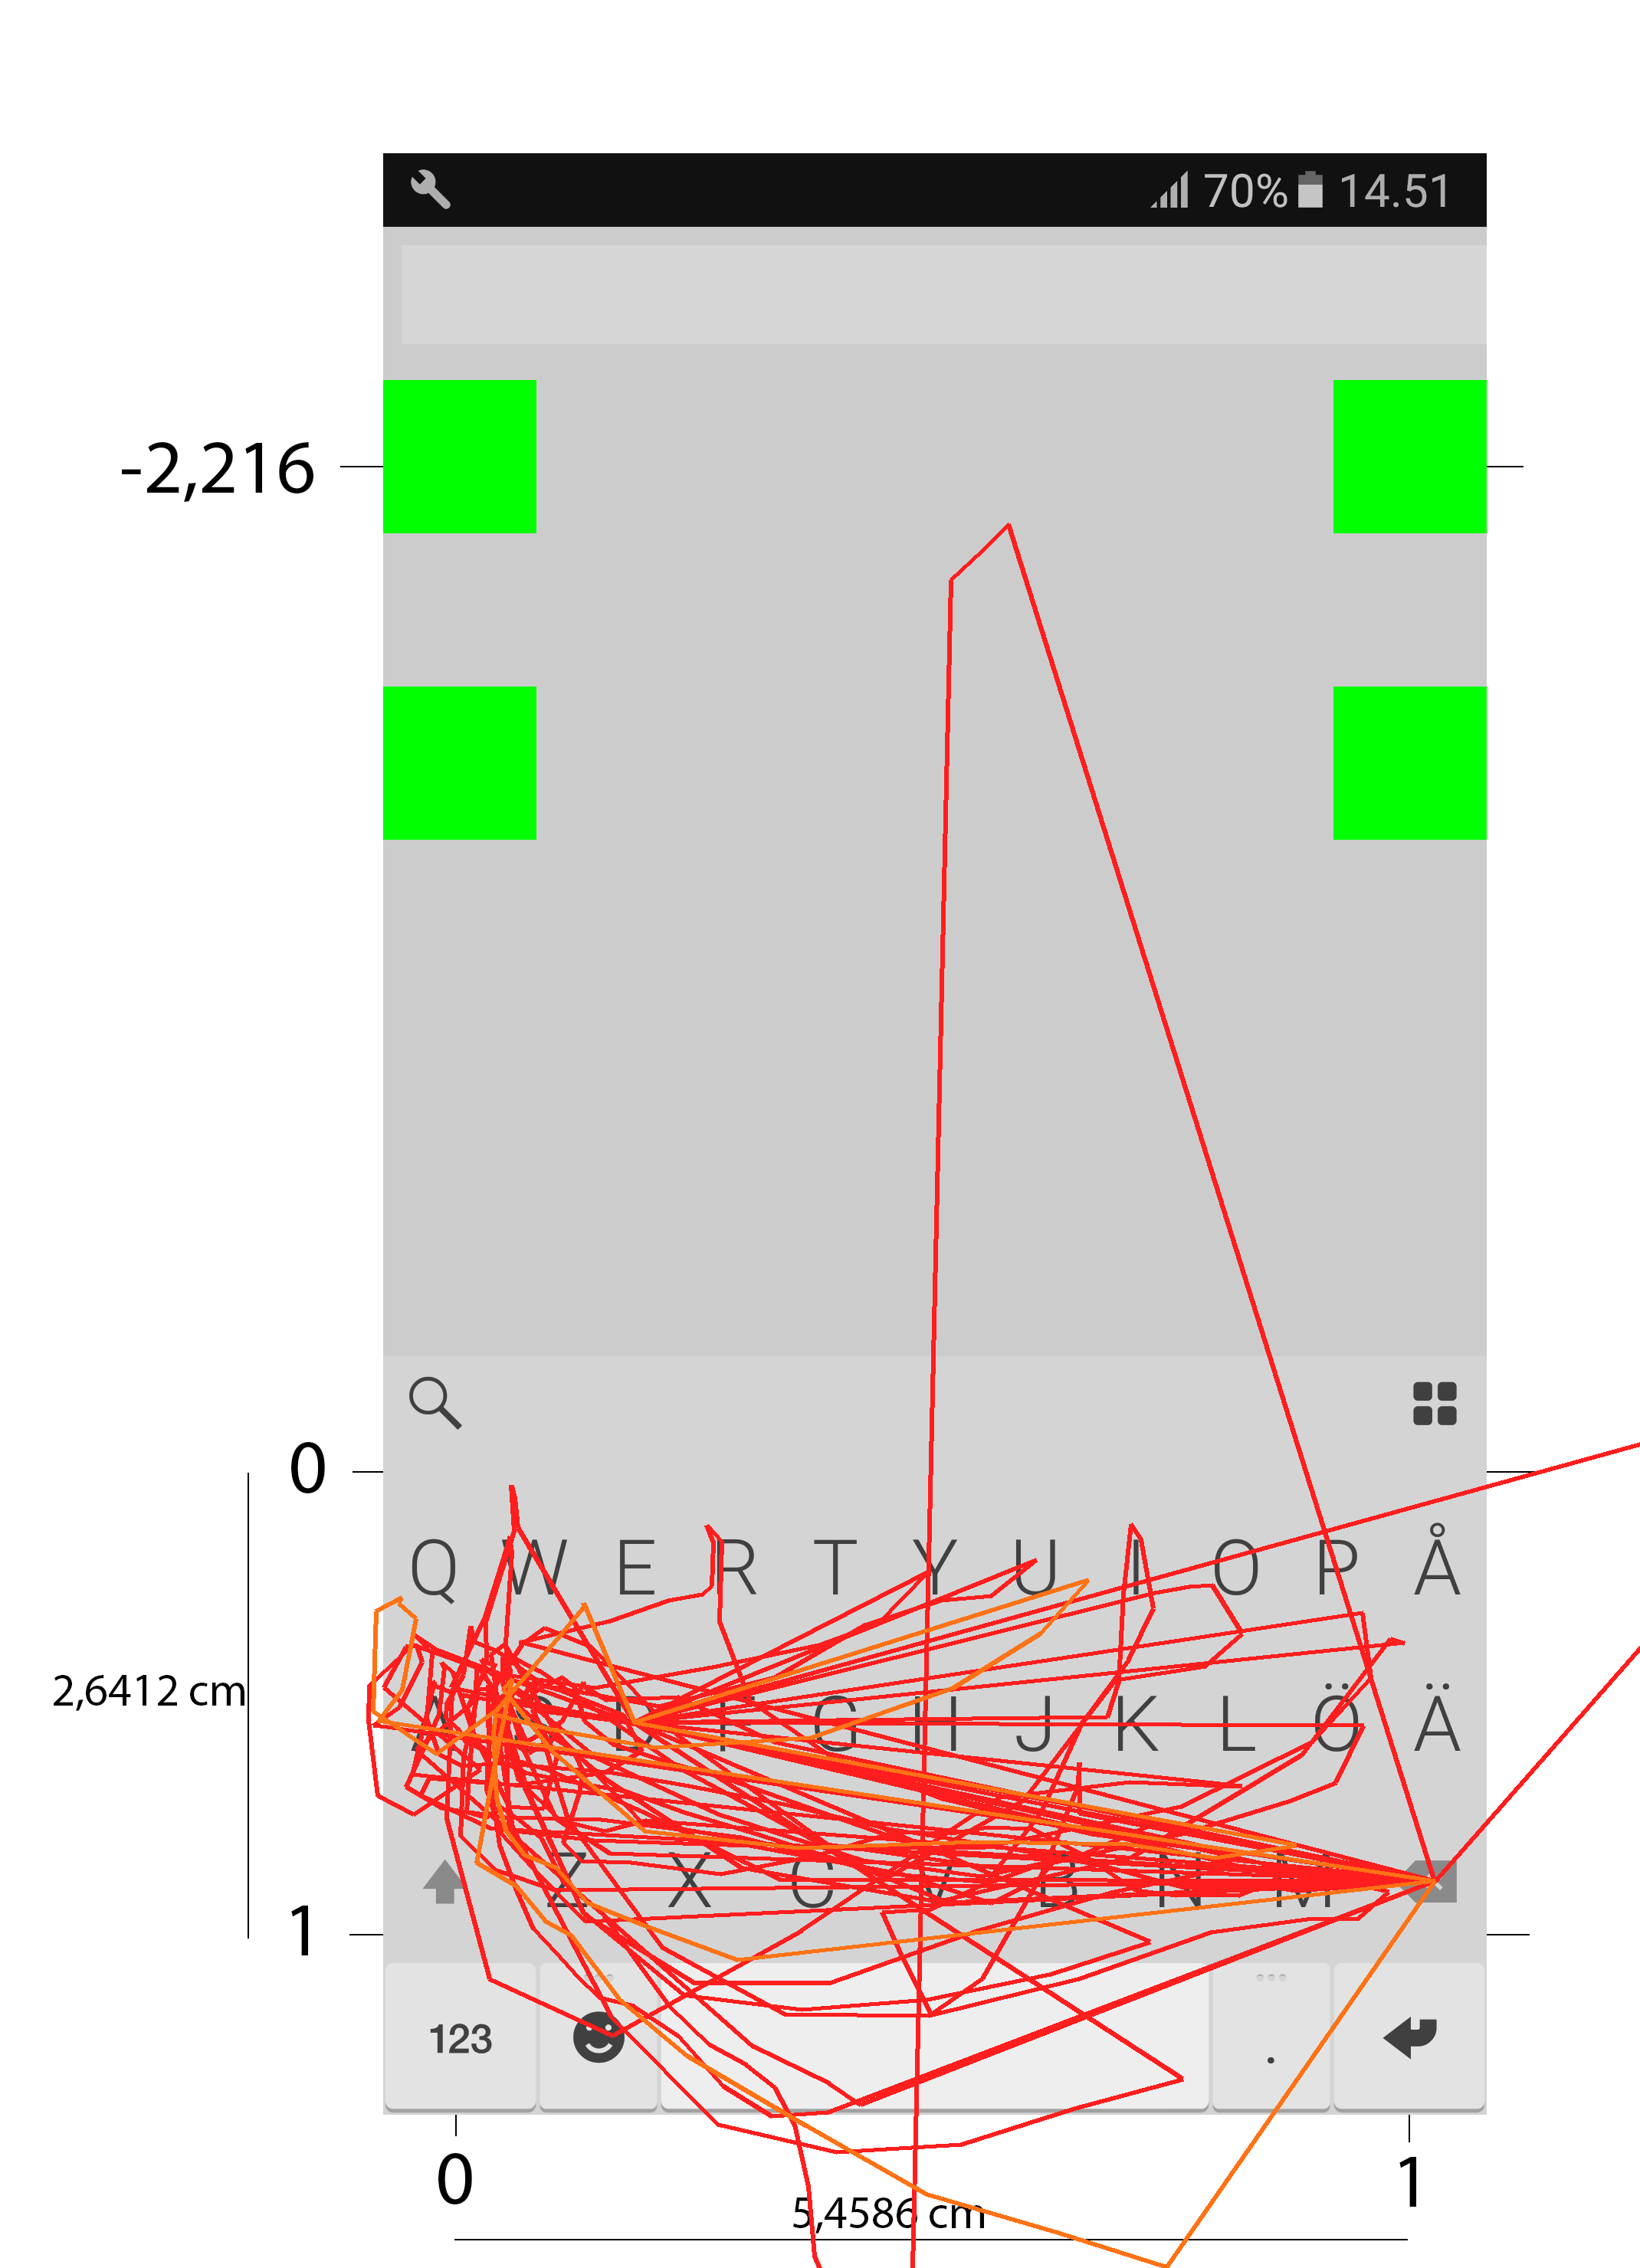 70% 14.51
-2,216
0
Q W E R T Y U I O P Å
2,6412 cm
A S D F G H J K L Ö Ä
Z X C V B N M
1
123 .
0 1
5,4586 cm